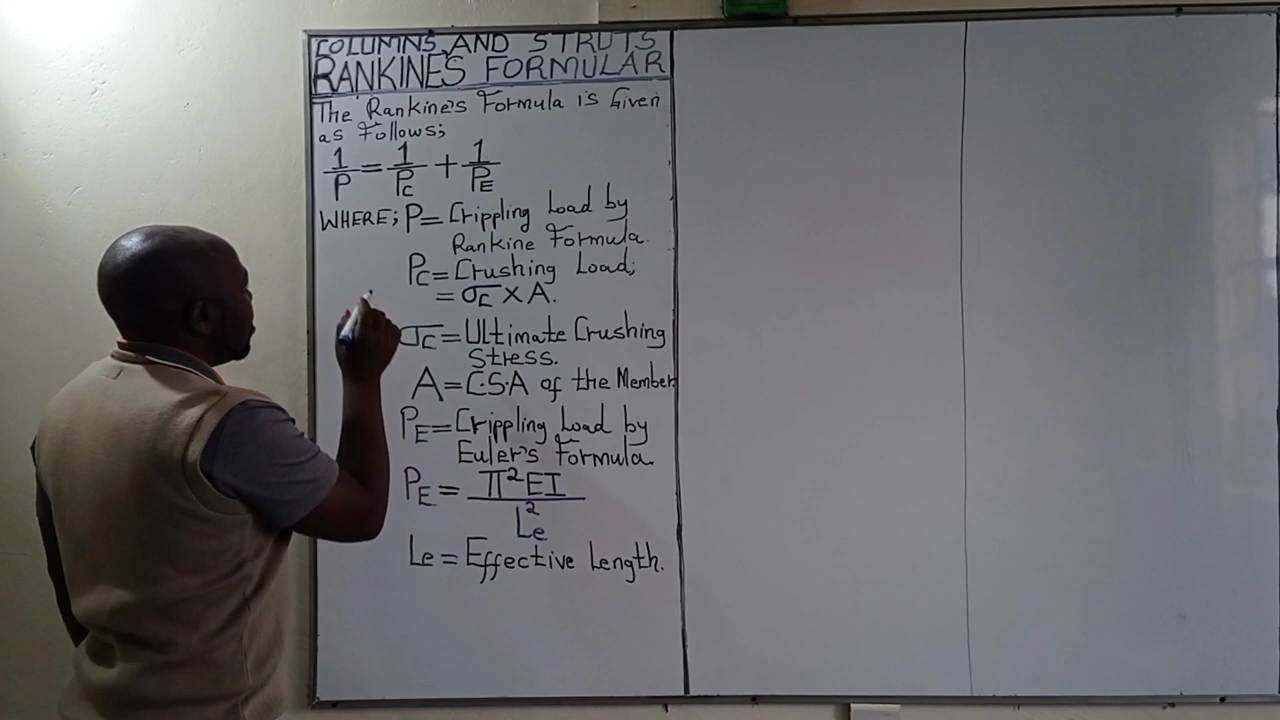 COLUMNS AND STRUTS
RANKINES FORMULAR
The Rankine's Formula is Given
as Follows;
1/P = 1/PC + 1/PE
WHERE; P = Crippling Load by
Rankine Formula.
PC = Crushing Load;
= σC × A.
σC = Ultimate Crushing
Stress.
A = C.S.A of the Member.
PE = Crippling Load by
Euler's Formula.
PE = π²EI / Le²
Le = Effective Length.